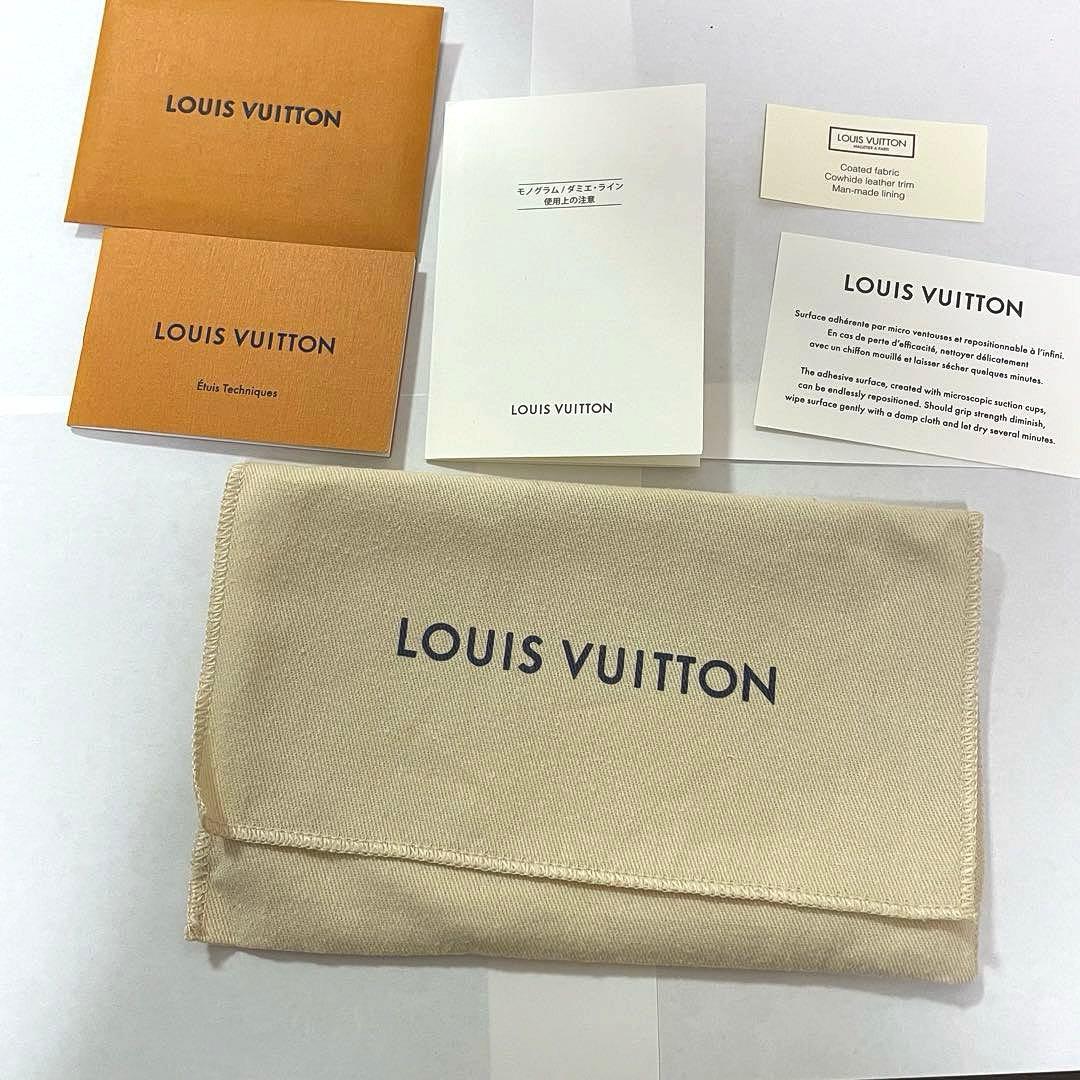 LOUIS VUITTON
LOUIS VUITTON
Étuis Techniques
モノグラム / ダミエ・ライン
使用上の注意
LOUIS VUITTON
LOUIS VUITTON
MALLETIER A PARIS
Coated fabric
Cowhide leather trim
Man-made lining
LOUIS VUITTON
Surface adhérente par micro ventouses et repositionnable à l'infini.
En cas de perte d'efficacité, nettoyer délicatement
avec un chiffon mouillé et laisser sécher quelques minutes.
The adhesive surface, created with microscopic suction cups,
can be endlessly repositioned. Should grip strength diminish,
wipe surface gently with a damp cloth and let dry several minutes.
LOUIS VUITTON